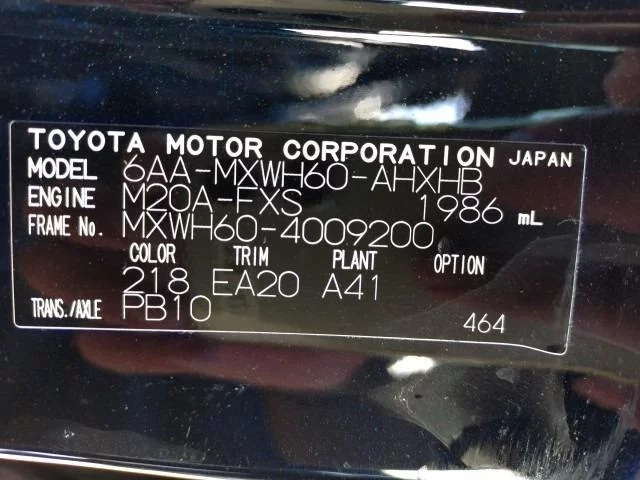 TOYOTA MOTOR CORPORATION JAPAN
MODEL 6AA-MXWH60-AHXHB
ENGINE M20A-FXS 1986 mL
FRAME No. MXWH60-4009200
COLOR TRIM PLANT OPTION
218 EA20 A41
TRANS./AXLE PB10
464